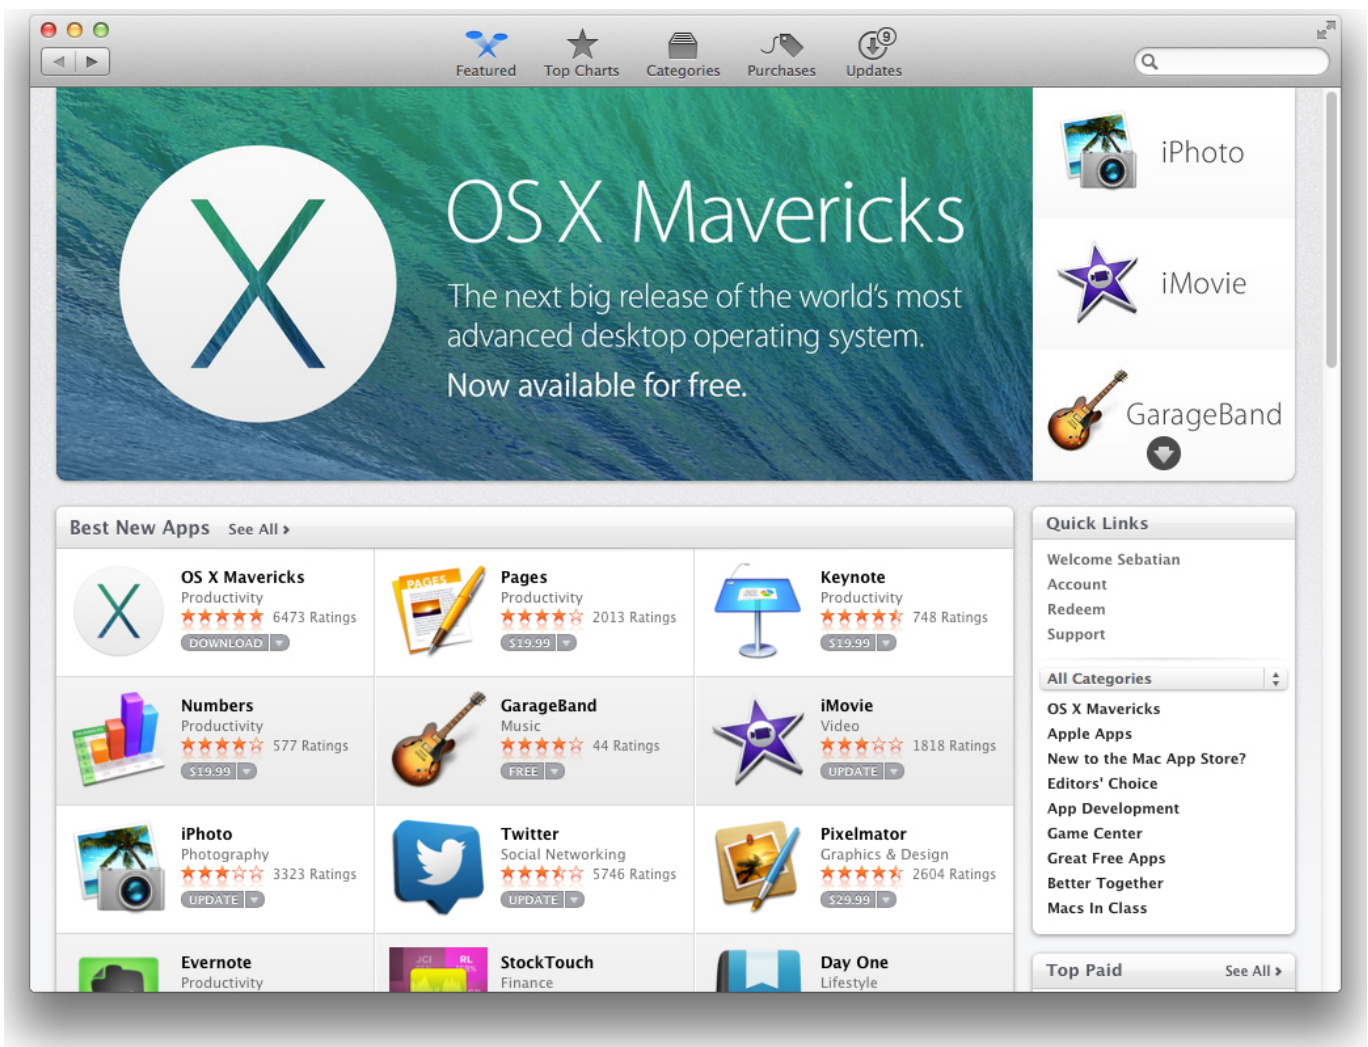 9
Featured
Top Charts
Categories
Purchases
Updates
OS X Mavericks
The next big release of the world's most
advanced desktop operating system.
Now available for free.
iPhoto
iMovie
GarageBand
Best New Apps See All ›
OS X Mavericks
Productivity
6473 Ratings
DOWNLOAD
Pages
Productivity
2013 Ratings
$19.99
Keynote
Productivity
748 Ratings
$19.99
Numbers
Productivity
577 Ratings
$19.99
GarageBand
Music
44 Ratings
FREE
iMovie
Video
1818 Ratings
UPDATE
iPhoto
Photography
3323 Ratings
UPDATE
Twitter
Social Networking
5746 Ratings
UPDATE
Pixelmator
Graphics & Design
2604 Ratings
$29.99
Evernote
Productivity
StockTouch
Finance
Day One
Lifestyle
PAGES
JCI
RL
Quick Links
Welcome Sebatian
Account
Redeem
Support
All Categories
OS X Mavericks
Apple Apps
New to the Mac App Store?
Editors' Choice
App Development
Game Center
Great Free Apps
Better Together
Macs In Class
Top Paid See All ›